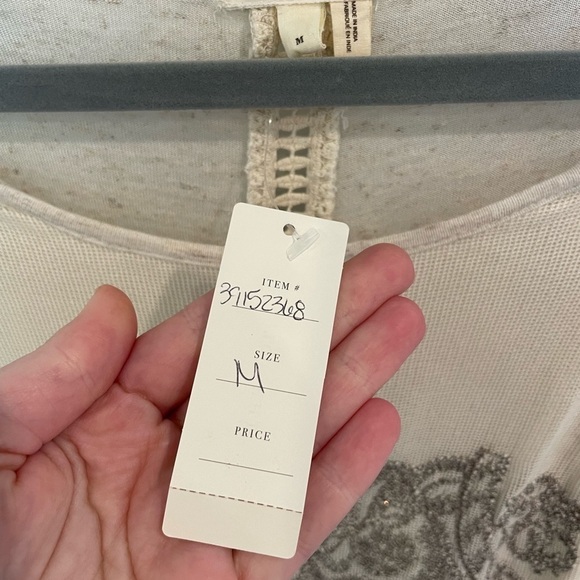 M
MADE IN INDIA
FABRIQUÉ EN INDE
ITEM #
39152368
SIZE
M
PRICE